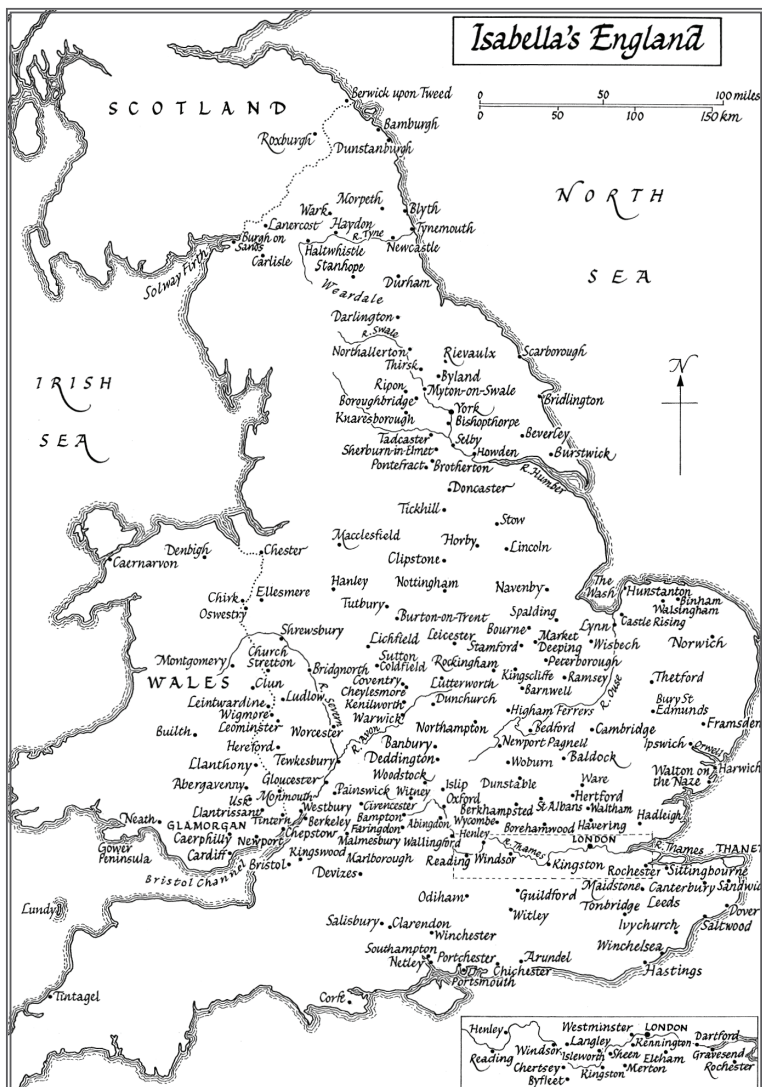 Isabella's England
0 50 100 miles
0 50 100 150 km
SCOTLAND
Berwick upon Tweed
Bamburgh
Roxburgh
Dunstanburgh
NORTH
SEA
Morpeth
Wark
Blyth
Lanercost
Haydon
Tynemouth
Burgh on
Sands
R. Tyne
Newcastle
Haltwhistle
Carlisle
Solway Firth
Stanhope
Durham
Weardale
Darlington
R. Swale
Northallerton
Rievaulx
Scarborough
Thirsk
N
IRISH
SEA
Byland
Ripon
Myton-on-Swale
Boroughbridge
Bridlington
York
Knaresborough
Bishopthorpe
Tadcaster
Selby
Beverley
Sherburn-in-Elmet
Howden
Burstwick
Pontefract
Brotherton
R. Humber
Doncaster
Tickhill
Stow
Macclesfield
Horby
Lincoln
Denbigh
Chester
Caernarvon
Clipstone
Hanley
Nottingham
Navenby
The
Wash
Hunstanton
Binham
Walsingham
Chirk
Ellesmere
Oswestry
Tutbury
Castle Rising
Burton-on-Trent
Spalding
Lynn
Shrewsbury
Bourne
Lichfield
Leicester
Stamford
Market
Deeping
Wisbech
Norwich
Church
Stretton
Sutton
Coldfield
Montgomery
Bridgnorth
Rockingham
Peterborough
WALES
Clun
Coventry
Lutterworth
Kingscliffe
Ramsey
Thetford
Cheylesmore
Barnwell
Ludlow
R. Severn
Kenilworth
Dunchurch
R. Ouse
Leintwardine
Bury St
Edmunds
Wigmore
Warwick
Higham Ferrers
Leominster
Worcester
R. Avon
Northampton
Bedford
Cambridge
Framsden
Builth
Hereford
Banbury
Newport Pagnell
Ipswich
Orwell
Llanthony
Tewkesbury
Deddington
Woburn
Baldock
Harwich
Walton on
the Naze
Woodstock
Abergavenny
Gloucester
Painswick
Witney
Islip
Dunstable
Ware
Usk
Monmouth
Cirencester
Oxford
Hertford
Llantrissant
Westbury
Bampton
Berkhampsted
St Albans
Waltham
Hadleigh
Neath
Tintern
Berkeley
Faringdon
Abingdon
Wycombe
Borehamwood
Havering
GLAMORGAN
Chepstow
Malmesbury
Wallingford
Henley
LONDON
Caerphilly
Newport
Gower
Peninsula
Kingswood
R. Thames
R. Thames
THANET
Cardiff
Bristol
Marlborough
Reading
Windsor
Kingston
Rochester
Sittingbourne
Bristol Channel
Devizes
Maidstone
Canterbury
Sandwich
Odiham
Guildford
Tonbridge
Leeds
Lundy
Witley
Dover
Salisbury
Clarendon
Ivychurch
Saltwood
Winchester
Winchelsea
Southampton
Netley
Portchester
Arundel
Chichester
Hastings
Portsmouth
Tintagel
Corfe
Henley
Westminster
LONDON
Langley
Kennington
Dartford
Windsor
Reading
Isleworth
Sheen
Eltham
Gravesend
Rochester
Chertsey
Kingston
Merton
Byfleet